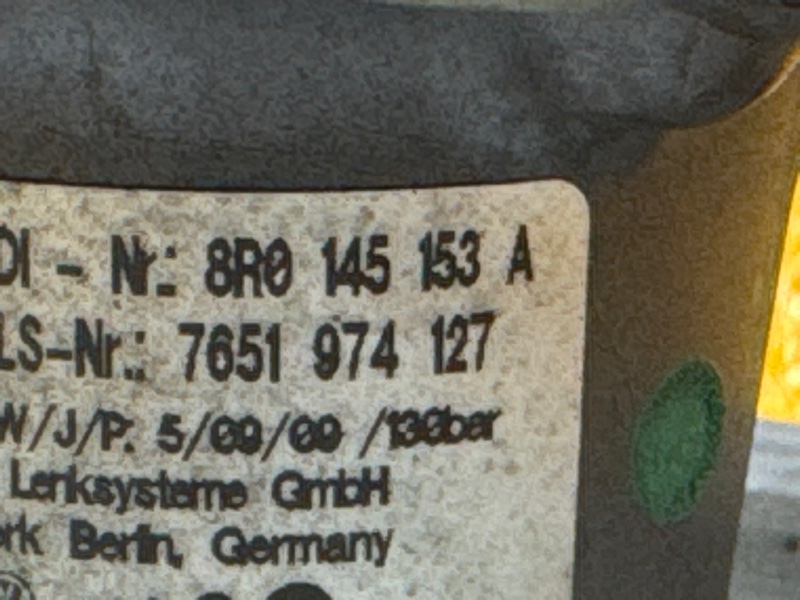 DI - Nr.: 8R0 145 153 A
LS-Nr.: 7651 974 127
W/J/P: 5/09/09 /130bar
Lenksysteme GmbH
rk Berlin, Germany